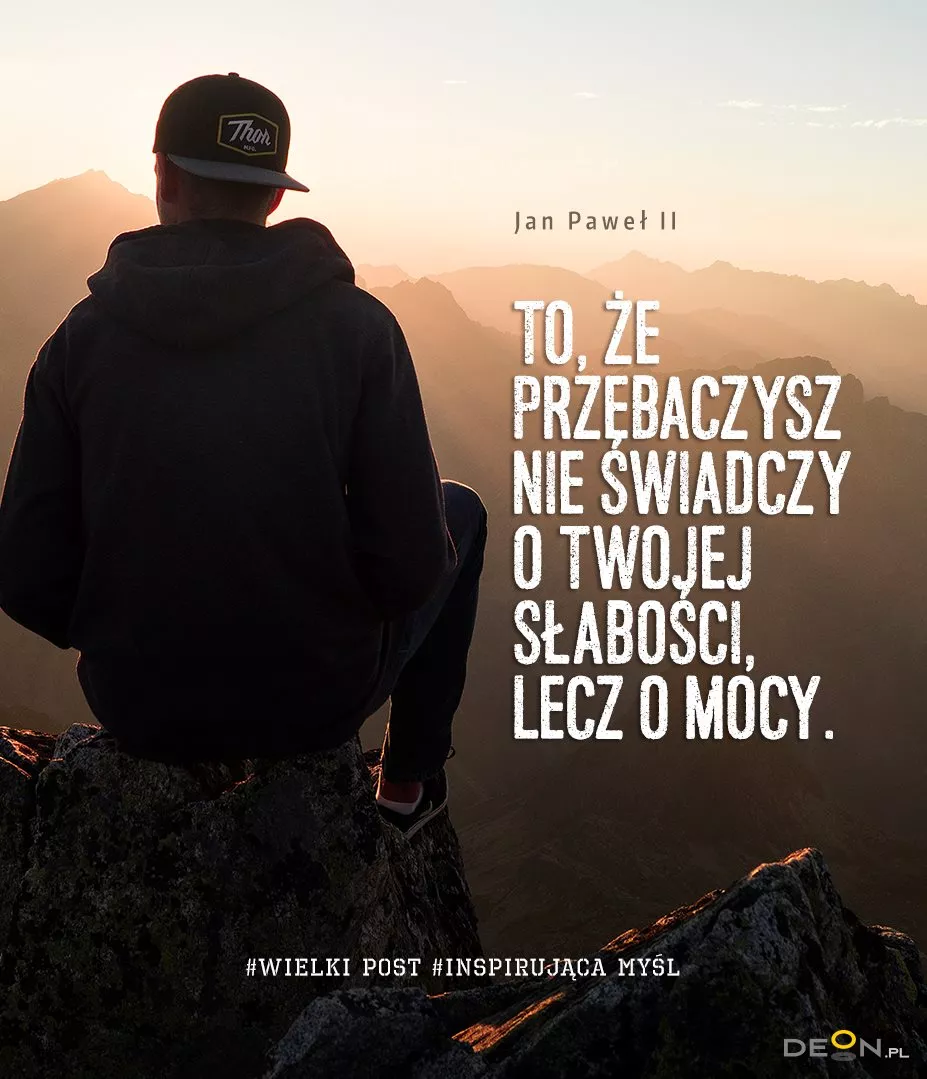 Thor
MFG.
Jan Paweł II
TO, ŻE
PRZEBACZYSZ
NIE ŚWIADCZY
O TWOJEJ
SŁABOŚCI,
LECZ O MOCY.
#WIELKI POST #INSPIRUJĄCA MYŚL
DEON.PL